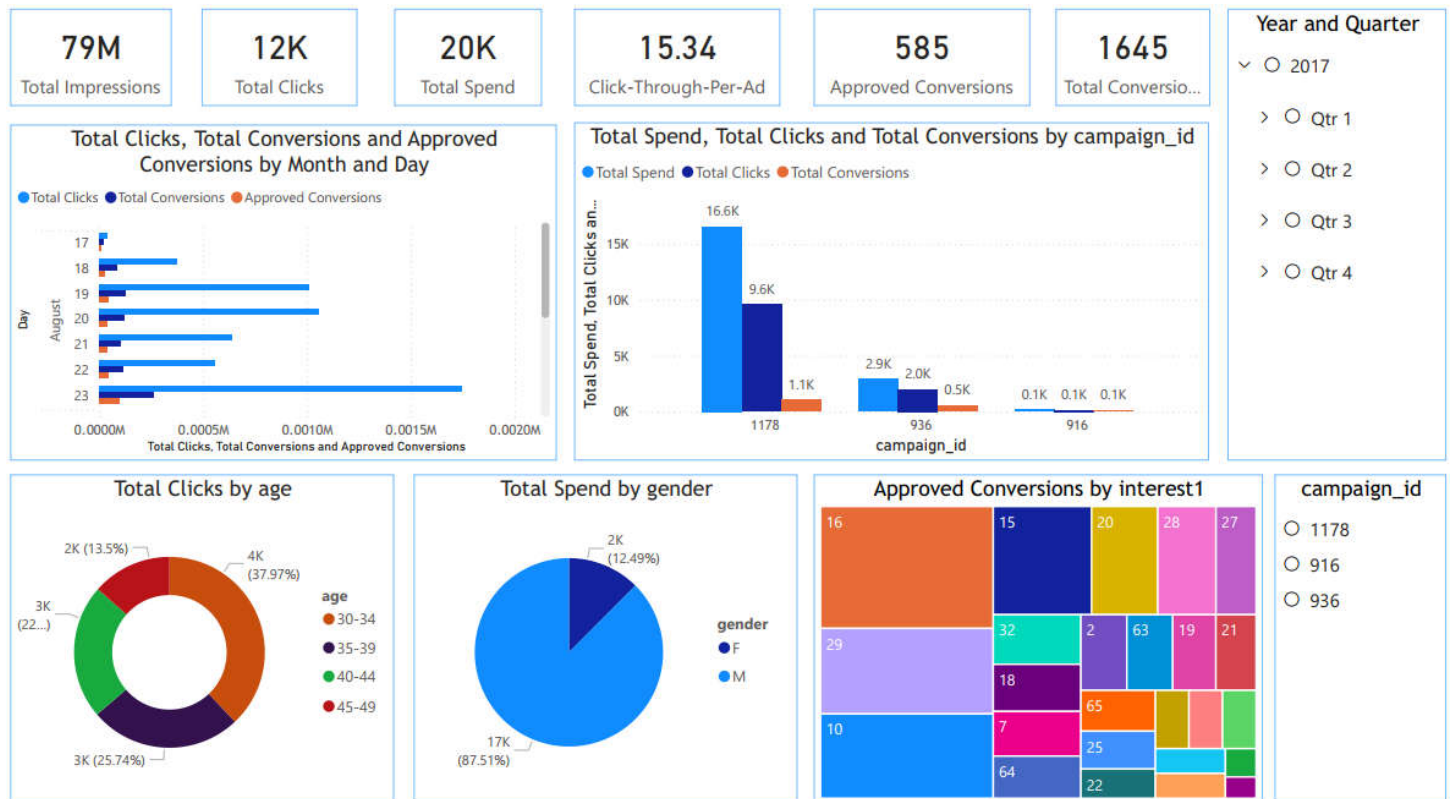 79M
Total Impressions
12K
Total Clicks
20K
Total Spend
15.34
Click-Through-Per-Ad
585
Approved Conversions
1645
Total Conversio...
Year and Quarter
2017
Qtr 1
Qtr 2
Qtr 3
Qtr 4
Total Clicks, Total Conversions and Approved
Conversions by Month and Day
Total Clicks Total Conversions Approved Conversions
Day
August
17
18
19
20
21
22
23
0.0000M 0.0005M 0.0010M 0.0015M 0.0020M
Total Clicks, Total Conversions and Approved Conversions
Total Spend, Total Clicks and Total Conversions by campaign_id
Total Spend Total Clicks Total Conversions
Total Spend, Total Clicks an...
15K
10K
5K
0K
16.6K
9.6K
1.1K
2.9K
2.0K
0.5K
0.1K 0.1K 0.1K
1178 936 916
campaign_id
Total Clicks by age
2K (13.5%)
4K
(37.97%)
3K
(22...)
3K (25.74%)
age
30-34
35-39
40-44
45-49
Total Spend by gender
2K
(12.49%)
17K
(87.51%)
gender
F
M
Approved Conversions by interest1
16
29
10
15
20
28
27
32
18
7
64
2
63
19
21
65
25
22
campaign_id
1178
916
936